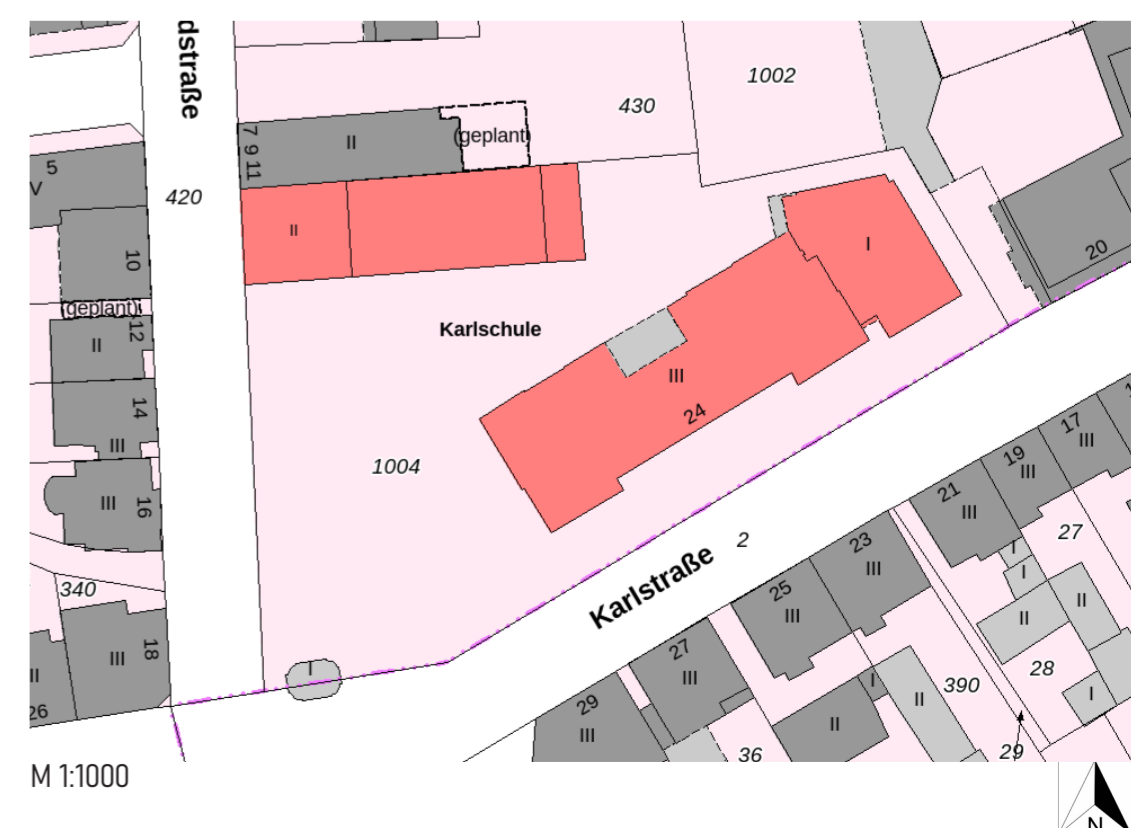 dstraße
1002
430
7 9 11
II
(geplant)
5
V
420
10
II
I
20
(geplant)
12
II
Karlschule
III
14
III
24
17
III
19
III
1004
III
16
21
III
2
23
III
27
I
I
340
Karlstraße
25
III
II
II
III
18
II
26
I
27
III
I
II
390
28
I
29
III
II
36
29
M 1:1000
N